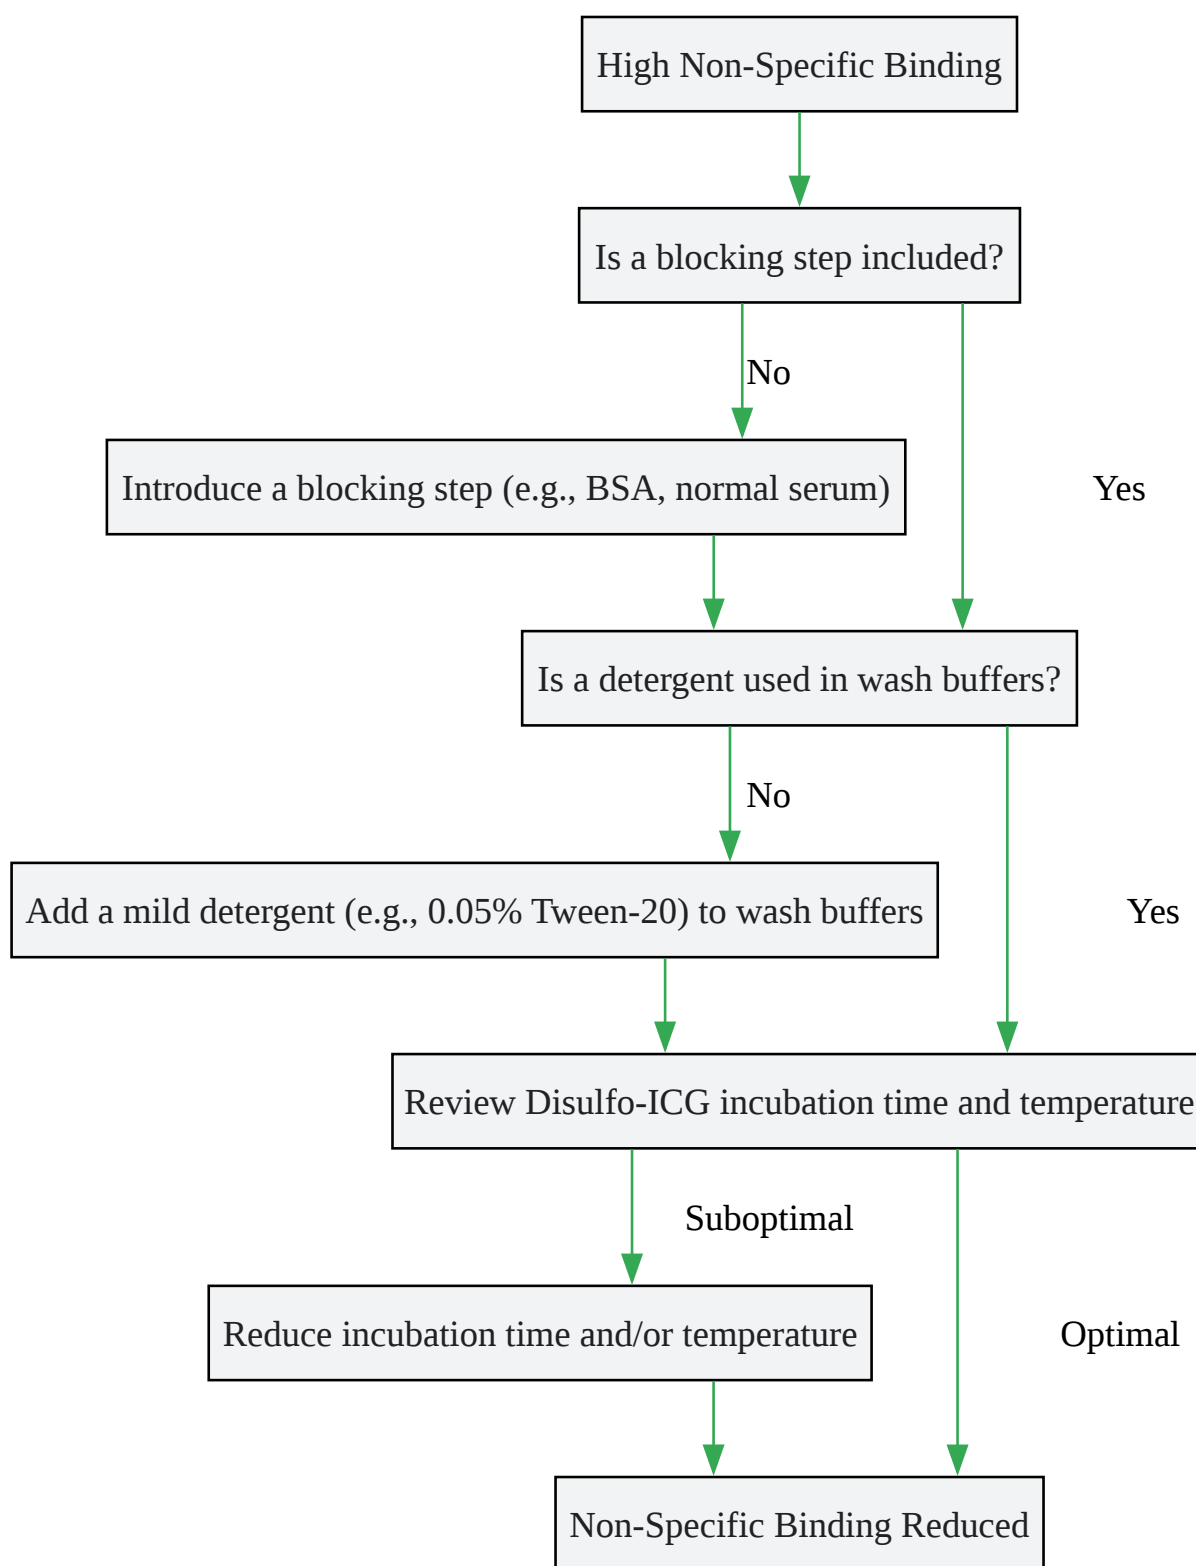 High Non-Specific Binding
Is a blocking step included?
No
Introduce a blocking step (e.g., BSA, normal serum)
Yes
Is a detergent used in wash buffers?
No
Add a mild detergent (e.g., 0.05% Tween-20) to wash buffers
Yes
Review Disulfo-ICG incubation time and temperature
Suboptimal
Reduce incubation time and/or temperature
Optimal
Non-Specific Binding Reduced